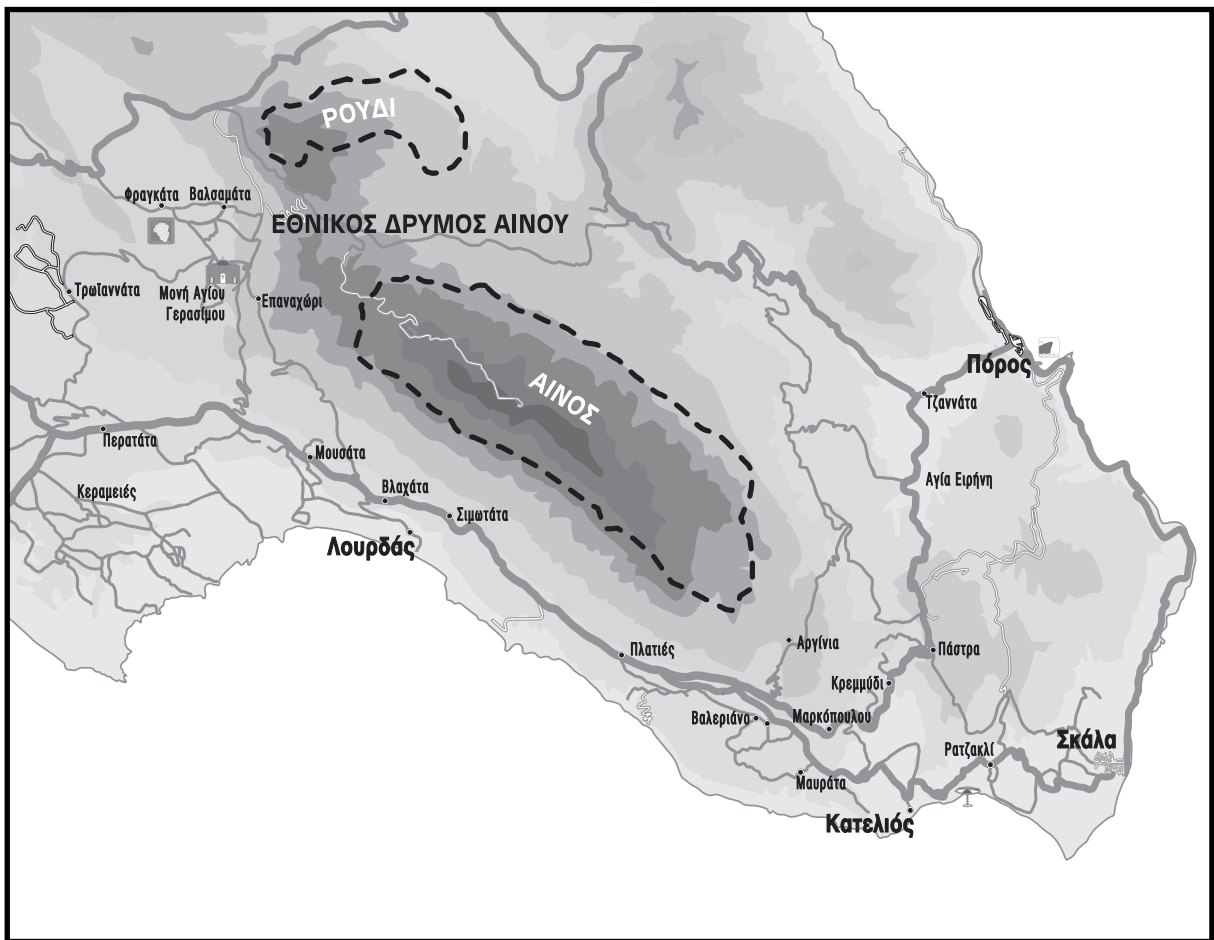 ΡΟΥΔΙ
Φραγκάτα
Βαλσαμάτα
ΕΘΝΙΚΟΣ ΔΡΥΜΟΣ ΑΙΝΟΥ
Τρωϊαννάτα
Μονή Αγίου
Γερασίμου
Επαναχώρι
Πόρος
ΑΙΝΟΣ
Τζαννάτα
Περατάτα
Μουσάτα
Αγία Ειρήνη
Κεραμειές
Βλαχάτα
Σιμωτάτα
Λουρδάς
Αργίνια
Πλατιές
Πάστρα
Κρεμμύδι
Βαλεριάνο
Μαρκόπουλου
Σκάλα
Ρατζακλί
Μαυράτα
Κατελιός